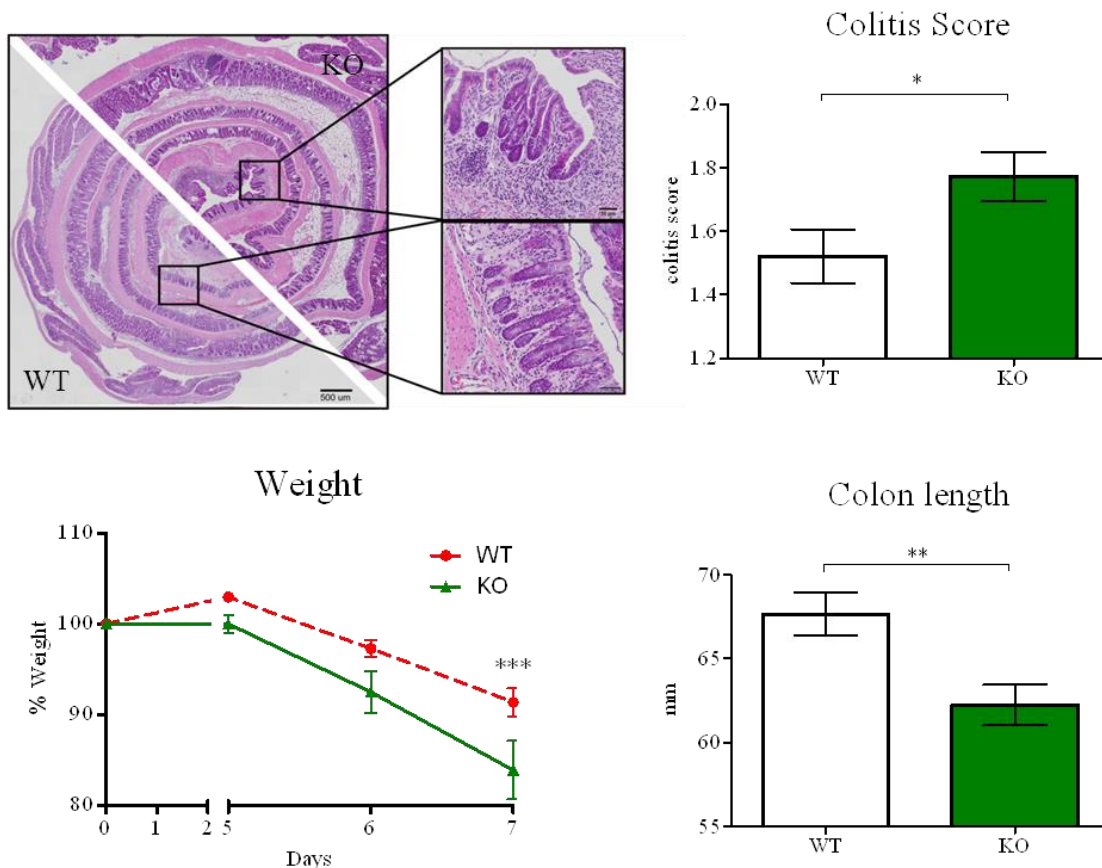 KO
WT
500 um
Colitis Score
*
colitis score
2.0
1.8
1.6
1.4
1.2
WT
KO
Weight
% Weight
110
100
90
80
WT
KO
***
0
1
2
5
6
7
Days
Colon length
**
mm
70
65
60
55
WT
KO